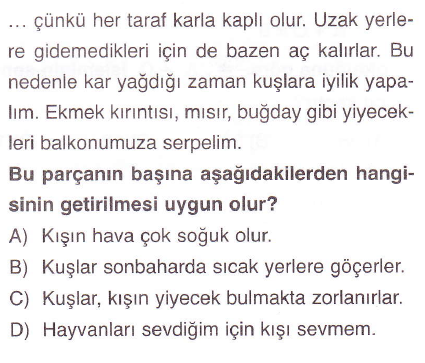 ... çünkü her taraf karla kaplı olur. Uzak yerle-
re gidemedikleri için de bazen aç kalırlar. Bu
nedenle kar yağdığı zaman kuşlara iyilik yapa-
lım. Ekmek kırıntısı, mısır, buğday gibi yiyecek-
leri balkonumuza serpelim.
Bu parçanın başına aşağıdakilerden hangi-
sinin getirilmesi uygun olur?
A) Kışın hava çok soğuk olur.
B) Kuşlar sonbaharda sıcak yerlere göçerler.
C) Kuşlar, kışın yiyecek bulmakta zorlanırlar.
D) Hayvanları sevdiğim için kışı sevmem.